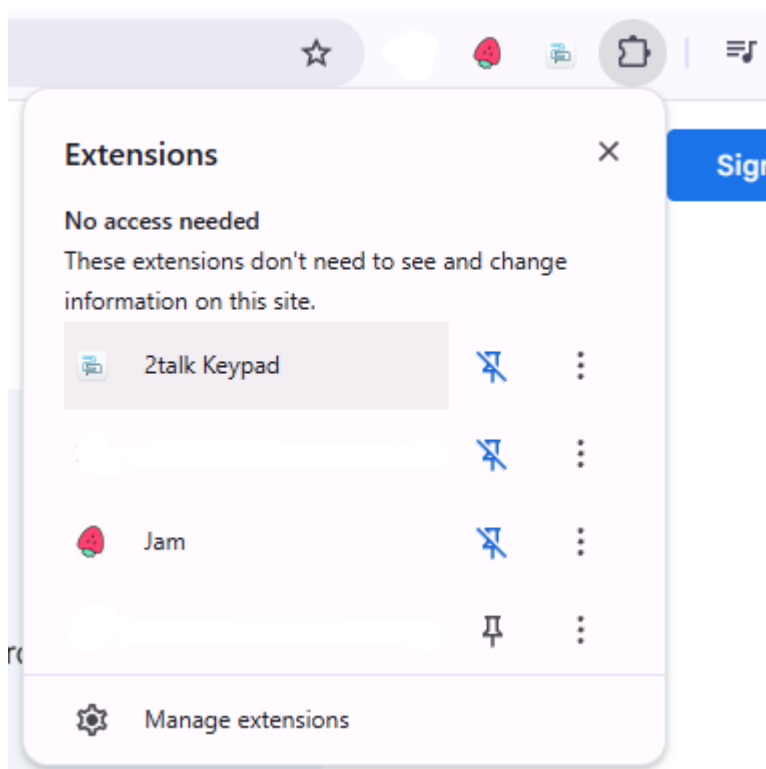 Extensions
Sign
No access needed
These extensions don't need to see and change
information on this site.
2talk Keypad
Jam
Manage extensions